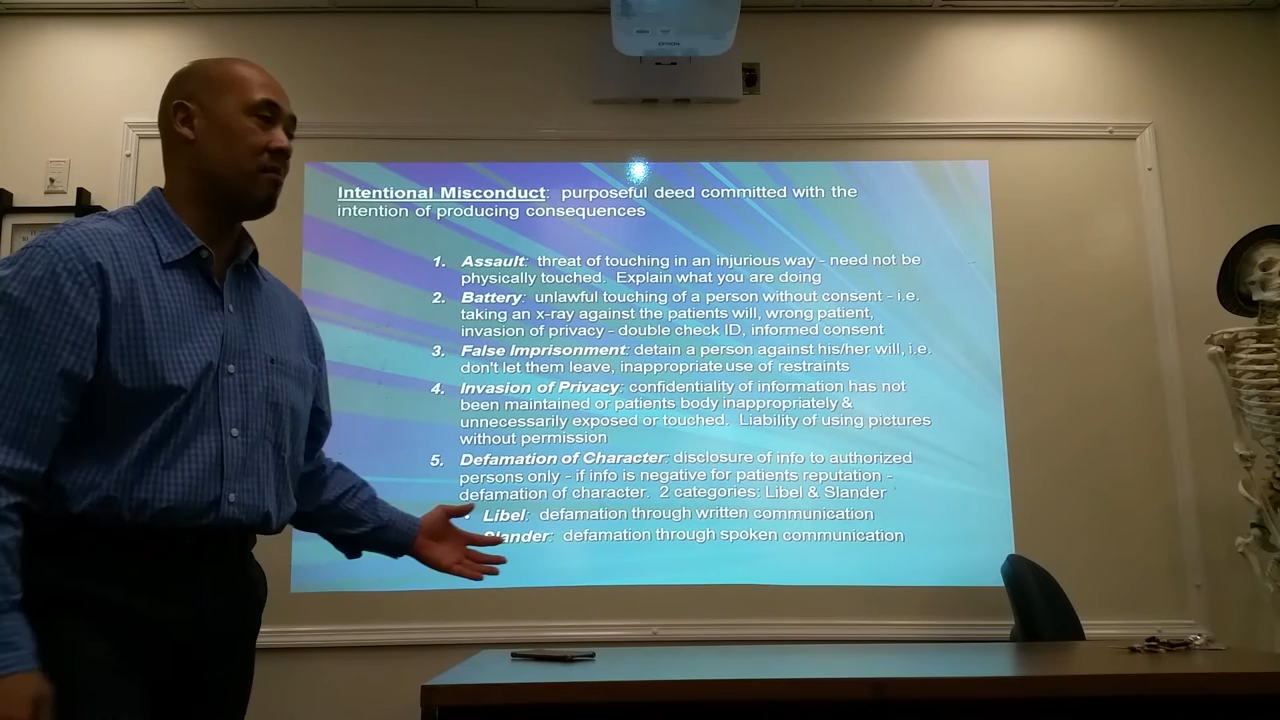 EPSON
Intentional Misconduct: purposeful deed committed with the
intention of producing consequences
1. Assault: threat of touching in an injurious way - need not be
physically touched. Explain what you are doing
2. Battery: unlawful touching of a person without consent - i.e.
taking an x-ray against the patients will, wrong patient,
invasion of privacy - double check ID, informed consent
3. False Imprisonment: detain a person against his/her will, i.e.
don't let them leave, inappropriate use of restraints
4. Invasion of Privacy: confidentiality of information has not
been maintained or patients body inappropriately &
unnecessarily exposed or touched. Liability of using pictures
without permission
5. Defamation of Character: disclosure of info to authorized
persons only - if info is negative for patients reputation -
defamation of character. 2 categories: Libel & Slander
• Libel: defamation through written communication
Slander: defamation through spoken communication